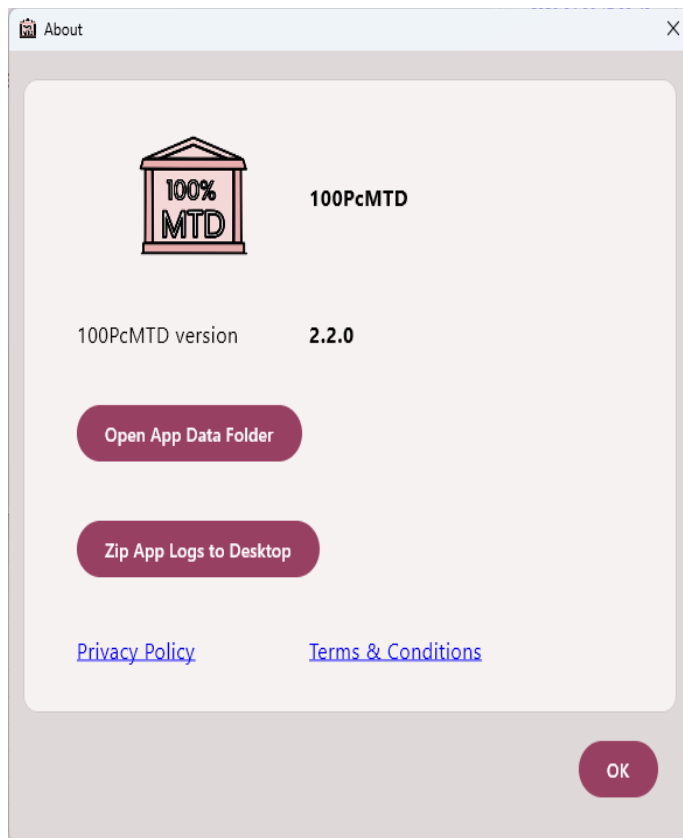 About
100%
MTD
100PcMTD
100PcMTD version 2.2.0
Open App Data Folder
Zip App Logs to Desktop
Privacy Policy Terms & Conditions
OK